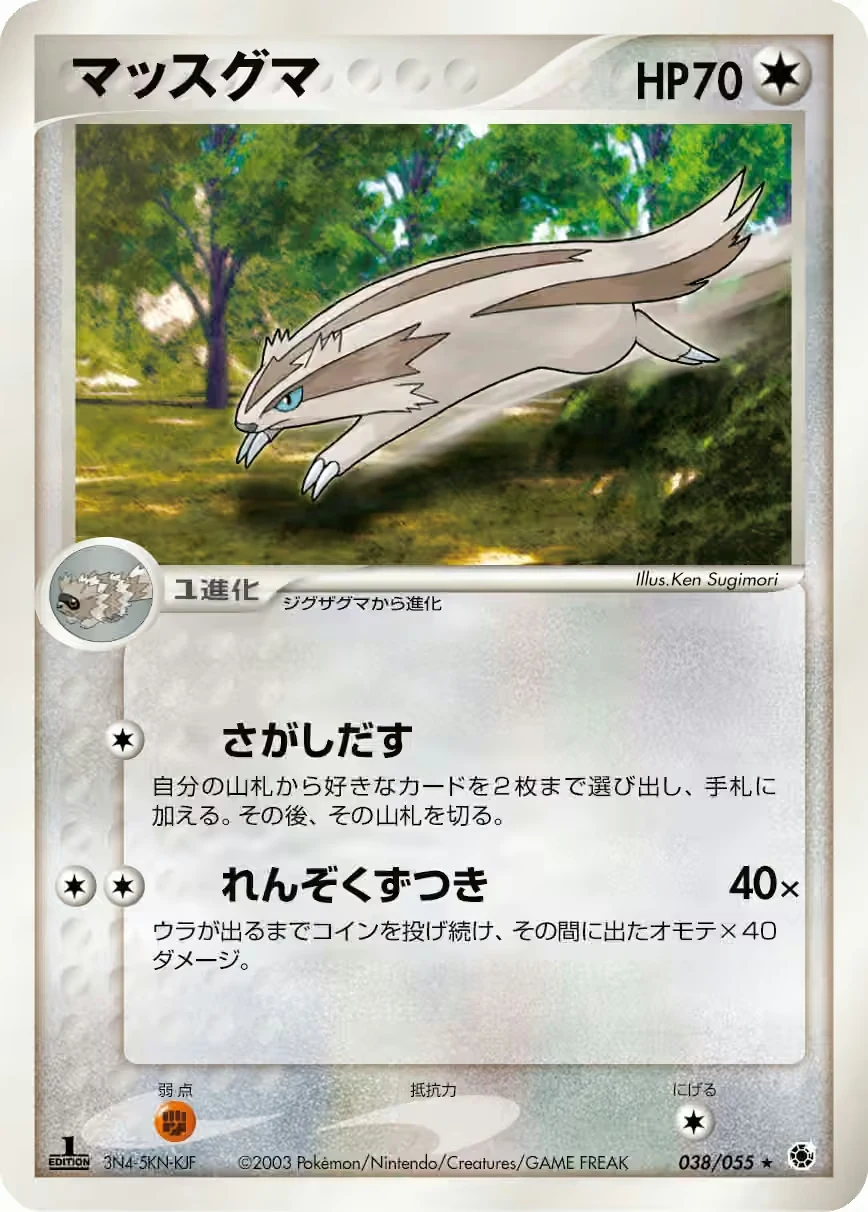 マッスグマ HP70
Illus.Ken Sugimori
1進化
ジグザグマから進化
さがしだす
自分の山札から好きなカードを2枚まで選び出し、手札に
加える。その後、その山札を切る。
れんぞくずつき 40×
ウラが出るまでコインを投げ続け、その間に出たオモテ×40
ダメージ。
弱点 抵抗力 にげる
1 EDITION 3N4-5KN-KJF ©2003 Pokémon/Nintendo/Creatures/GAME FREAK 038/055 ★